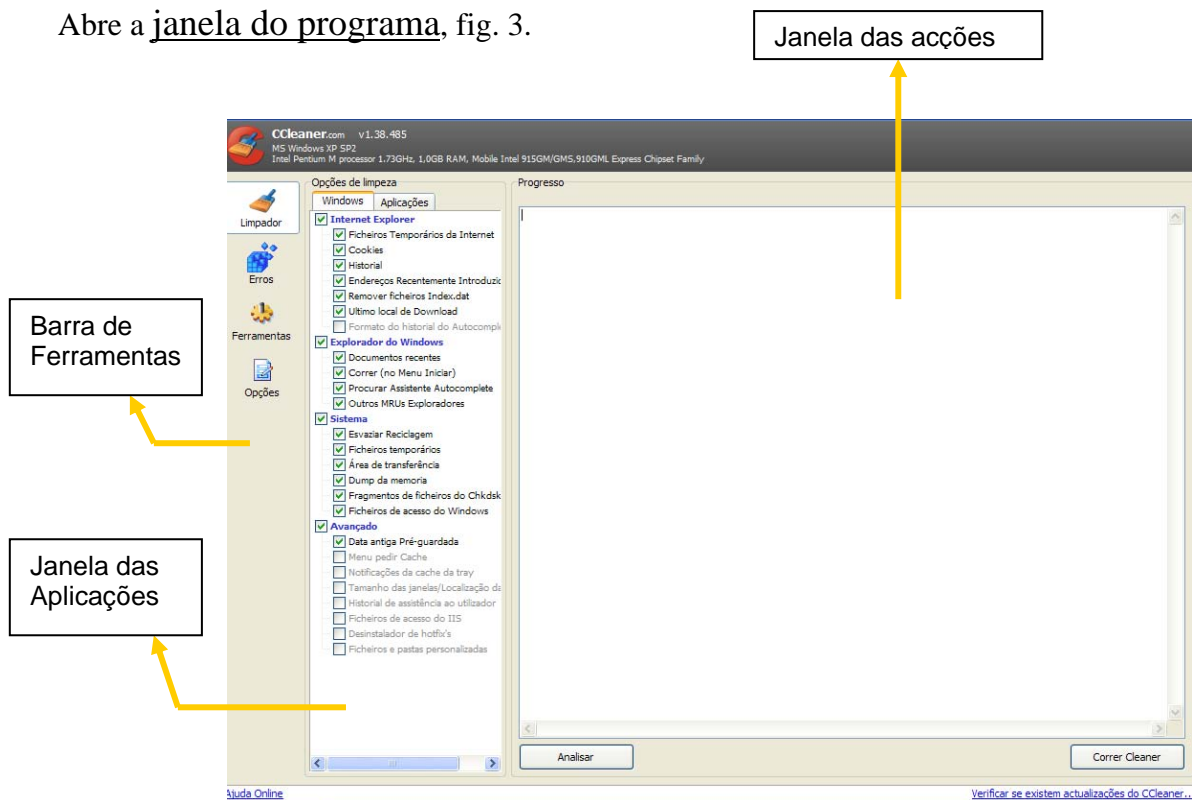 Abre a janela do programa, fig. 3.
Janela das acções
CCleaner.com v1.38.485
MS Windows XP SP2
Intel Pentium M processor 1.73GHz, 1,0GB RAM, Mobile Intel 915GM/GMS,910GML Express Chipset Family
Limpador
Erros
Ferramentas
Opções
Barra de
Ferramentas
Janela das
Aplicações
Opções de limpeza
Windows
Aplicações
Internet Explorer
Ficheiros Temporários da Internet
Cookies
Historial
Endereços Recentemente Introduzic
Remover ficheiros Index.dat
Ultimo local de Download
Formato do historial do Autocomple
Explorador do Windows
Documentos recentes
Correr (no Menu Iniciar)
Procurar Assistente Autocomplete
Outros MRUs Exploradores
Sistema
Esvaziar Reciclagem
Ficheiros temporários
Área de transferência
Dump da memoria
Fragmentos de ficheiros do Chkdsk
Ficheiros de acesso do Windows
Avançado
Data antiga Pré-guardada
Menu pedir Cache
Notificações da cache da tray
Tamanho das janelas/Localização da
Historial de assistência ao utilizador
Ficheiros de acesso do IIS
Desinstalador de hotfix's
Ficheiros e pastas personalizadas
Progresso
Analisar
Correr Cleaner
Ajuda Online
Verificar se existem actualizações do CCleaner..